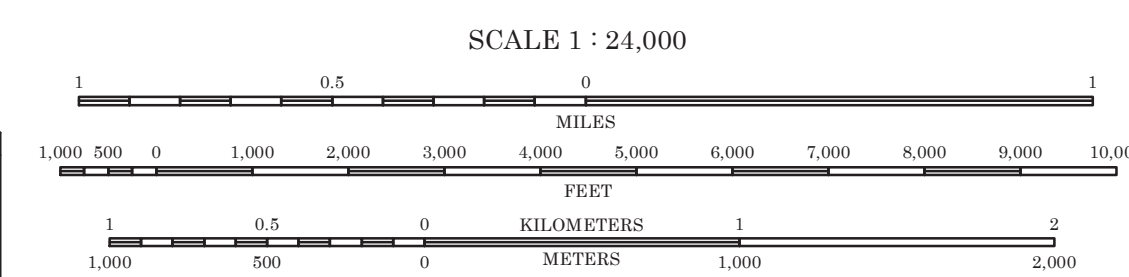 SCALE 1 : 24,000
1 0.5 0 1
MILES
1,000 500 0 1,000 2,000 3,000 4,000 5,000 6,000 7,000 8,000 9,000 10,00
FEET
1 0.5 0 KILOMETERS 1 2
1,000 500 0 METERS 1,000 2,000